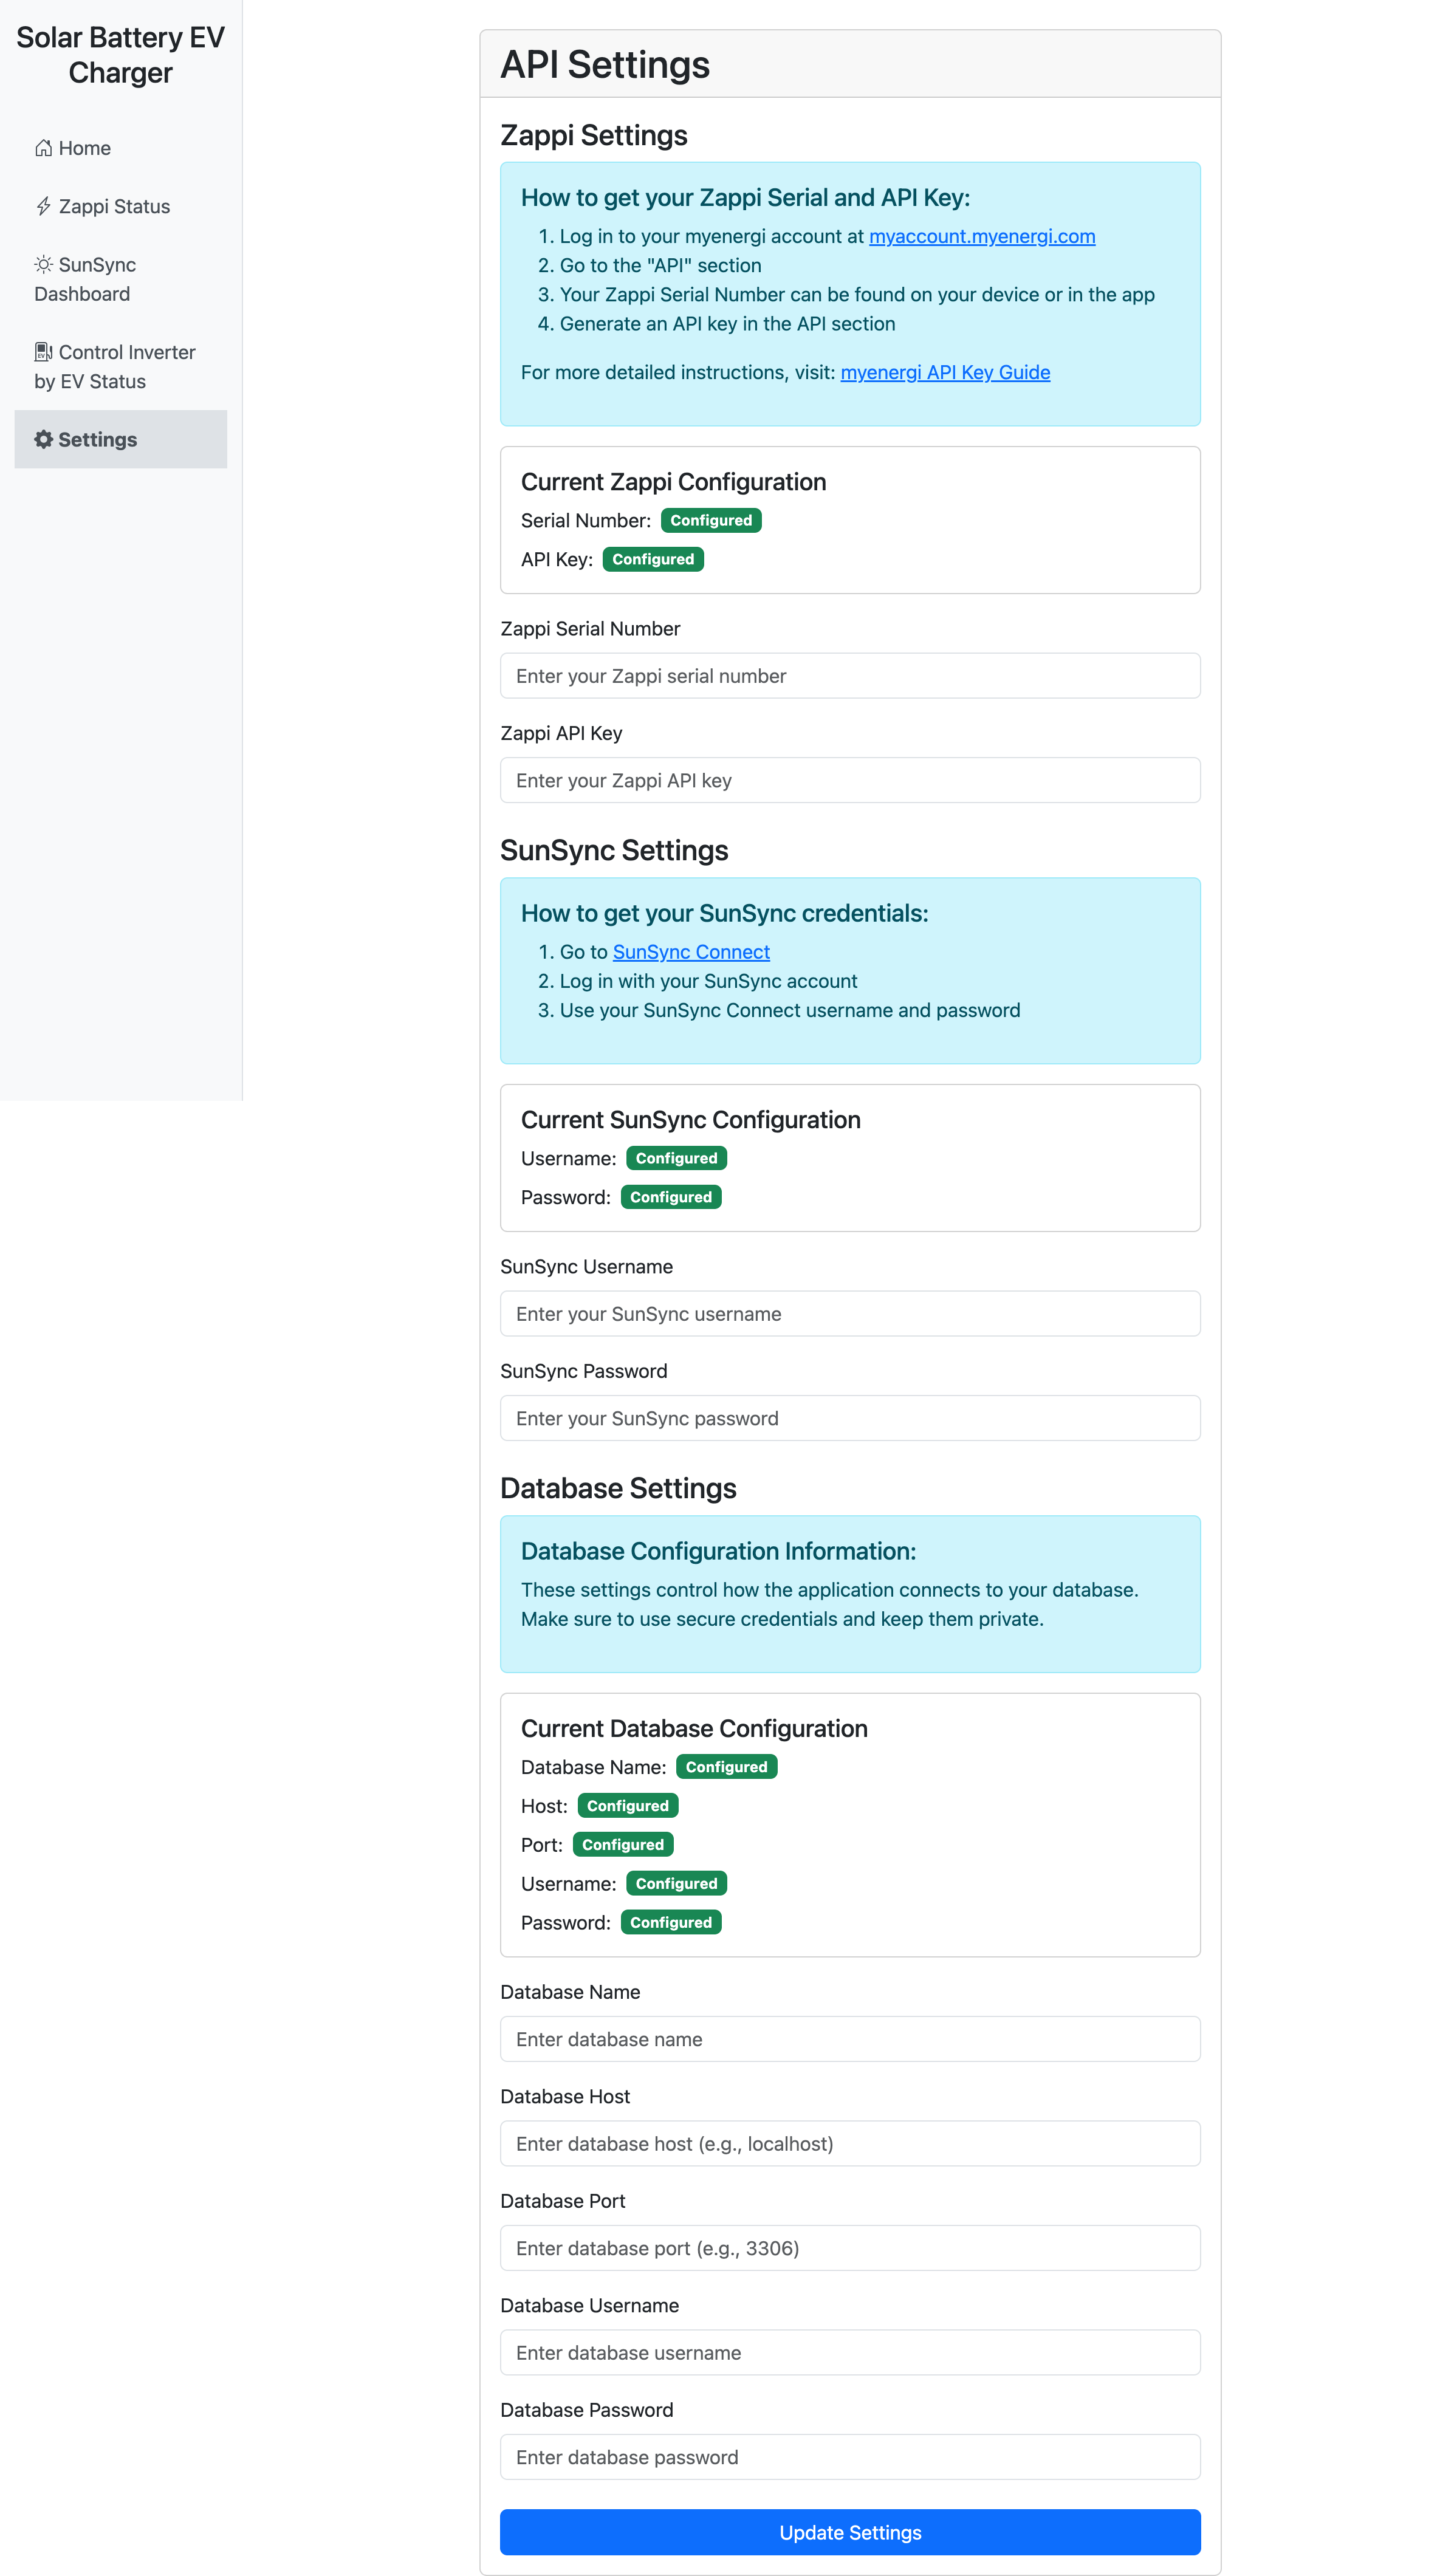 Solar Battery EV
Charger
Home
Zappi Status
SunSync
Dashboard
Control Inverter
by EV Status
Settings
API Settings
Zappi Settings
How to get your Zappi Serial and API Key:
1. Log in to your myenergi account at myaccount.myenergi.com
2. Go to the "API" section
3. Your Zappi Serial Number can be found on your device or in the app
4. Generate an API key in the API section
For more detailed instructions, visit: myenergi API Key Guide
Current Zappi Configuration
Serial Number: Configured
API Key: Configured
Zappi Serial Number
Enter your Zappi serial number
Zappi API Key
Enter your Zappi API key
SunSync Settings
How to get your SunSync credentials:
1. Go to SunSync Connect
2. Log in with your SunSync account
3. Use your SunSync Connect username and password
Current SunSync Configuration
Username: Configured
Password: Configured
SunSync Username
Enter your SunSync username
SunSync Password
Enter your SunSync password
Database Settings
Database Configuration Information:
These settings control how the application connects to your database.
Make sure to use secure credentials and keep them private.
Current Database Configuration
Database Name: Configured
Host: Configured
Port: Configured
Username: Configured
Password: Configured
Database Name
Enter database name
Database Host
Enter database host (e.g., localhost)
Database Port
Enter database port (e.g., 3306)
Database Username
Enter database username
Database Password
Enter database password
Update Settings